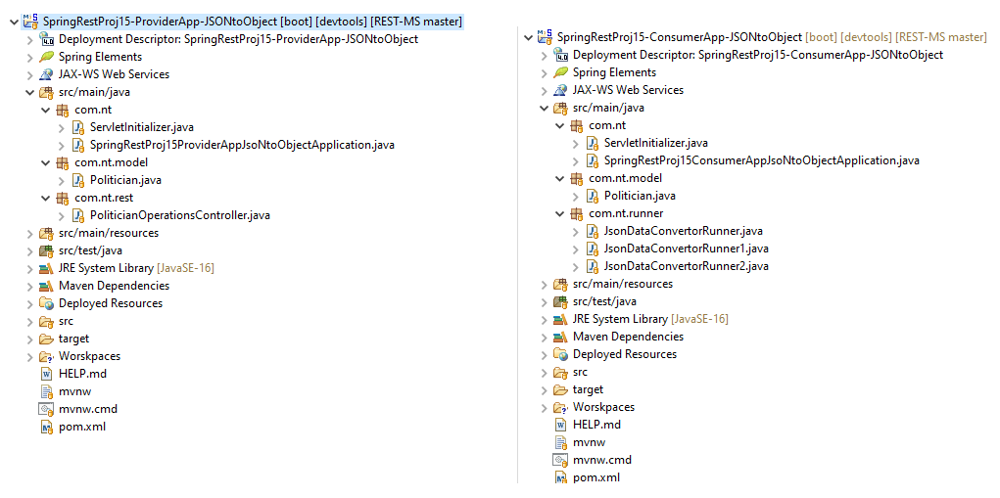 SpringRestProj15-ProviderApp-JSONtoObject [boot] [devtools] [REST-MS master]
Deployment Descriptor: SpringRestProj15-ProviderApp-JSONtoObject
Spring Elements
JAX-WS Web Services
src/main/java
com.nt
ServletInitializer.java
SpringRestProj15ProviderAppJsoNtoObjectApplication.java
com.nt.model
Politician.java
com.nt.rest
PoliticianOperationsController.java
src/main/resources
src/test/java
JRE System Library [JavaSE-16]
Maven Dependencies
Deployed Resources
src
target
Worskpaces
HELP.md
mvnw
mvnw.cmd
pom.xml
SpringRestProj15-ConsumerApp-JSONtoObject [boot] [devtools] [REST-MS master]
Deployment Descriptor: SpringRestProj15-ConsumerApp-JSONtoObject
Spring Elements
JAX-WS Web Services
src/main/java
com.nt
ServletInitializer.java
SpringRestProj15ConsumerAppJsoNtoObjectApplication.java
com.nt.model
Politician.java
com.nt.runner
JsonDataConvertorRunner.java
JsonDataConvertorRunner1.java
JsonDataConvertorRunner2.java
src/main/resources
src/test/java
JRE System Library [JavaSE-16]
Maven Dependencies
Deployed Resources
src
target
Worskpaces
HELP.md
mvnw
mvnw.cmd
pom.xml